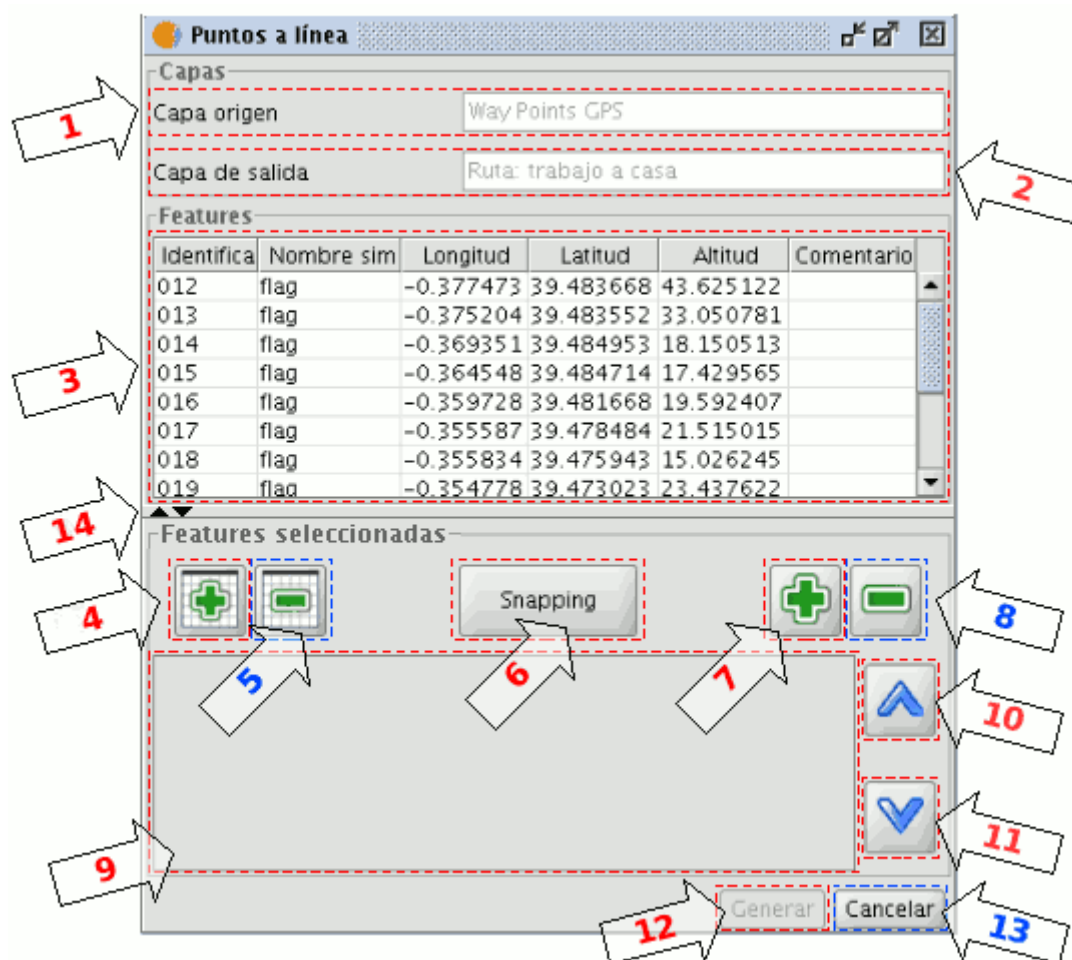 Puntos a línea
Capas
1
Capa origen Way Points GPS
Capa de salida Ruta: trabajo a casa
2
Features
Identifica Nombre sim Longitud Latitud Altitud Comentario
012 flag -0.377473 39.483668 43.625122
013 flag -0.375204 39.483552 33.050781
014 flag -0.369351 39.484953 18.150513
3
015 flag -0.364548 39.484714 17.429565
016 flag -0.359728 39.481668 19.592407
017 flag -0.355587 39.478484 21.515015
018 flag -0.355834 39.475943 15.026245
019 flag -0.354778 39.473023 23.437622
14
Features seleccionadas
4
Snapping
8
5
6
7
10
11
9
12
Generar Cancelar
13